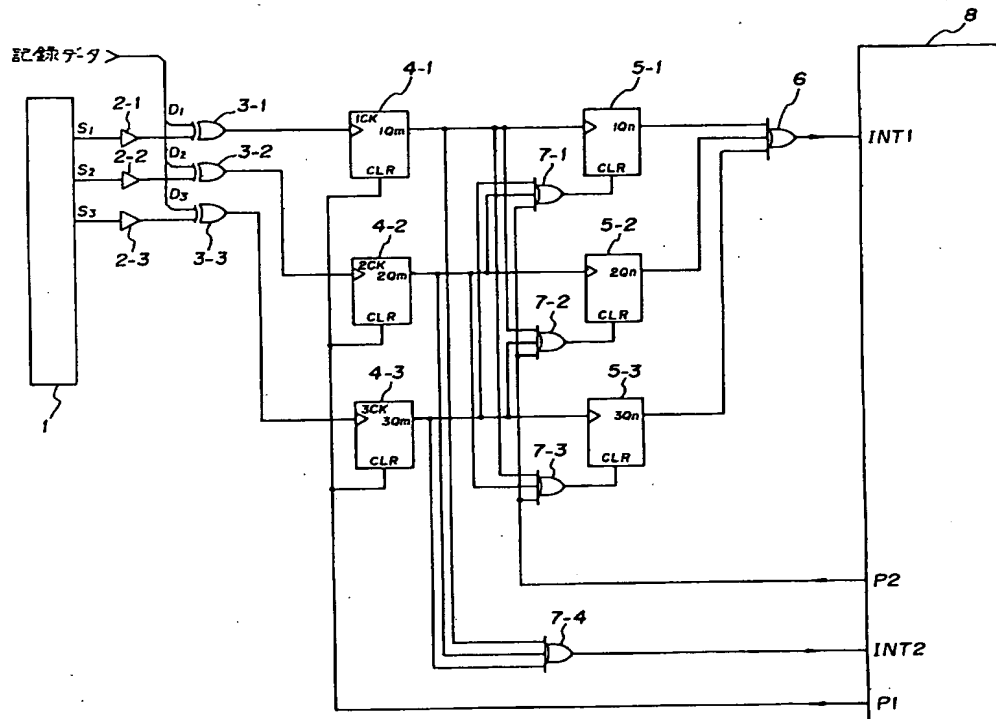 記録データ
8
4-1
5-1
6
2-1
D1
3-1
1CK
1Qm
CLR
1Qn
CLR
INT1
S1
2-2
D2
3-2
7-1
S2
D3
S3
2-3
3-3
4-2
5-2
2CK
2Qm
CLR
2Qn
CLR
7-2
4-3
5-3
3CK
3Qm
CLR
3Qn
CLR
1
7-3
P2
7-4
INT2
P1